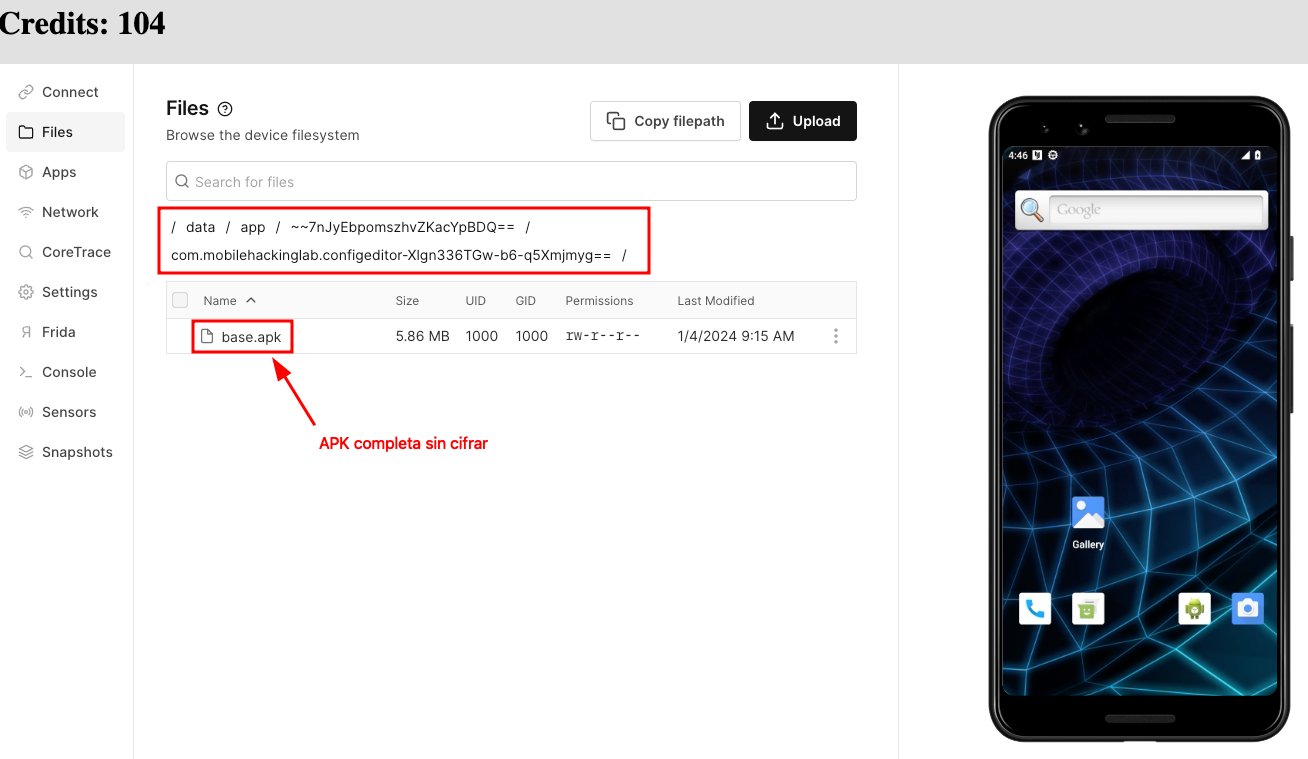 Credits: 104
Connect
Files
Apps
Network
CoreTrace
Settings
Frida
Console
Sensors
Snapshots
Files
Browse the device filesystem
Copy filepath
Upload
Search for files
/ data / app / ~~7nJyEbpomszhvZKacYpBDQ== /
com.mobilehackinglab.configeditor-Xlgn336TGw-b6-q5Xmjmyg== /
Name Size UID GID Permissions Last Modified
base.apk 5.86 MB 1000 1000 rw-r--r-- 1/4/2024 9:15 AM
APK completa sin cifrar
4:46
Google
Gallery